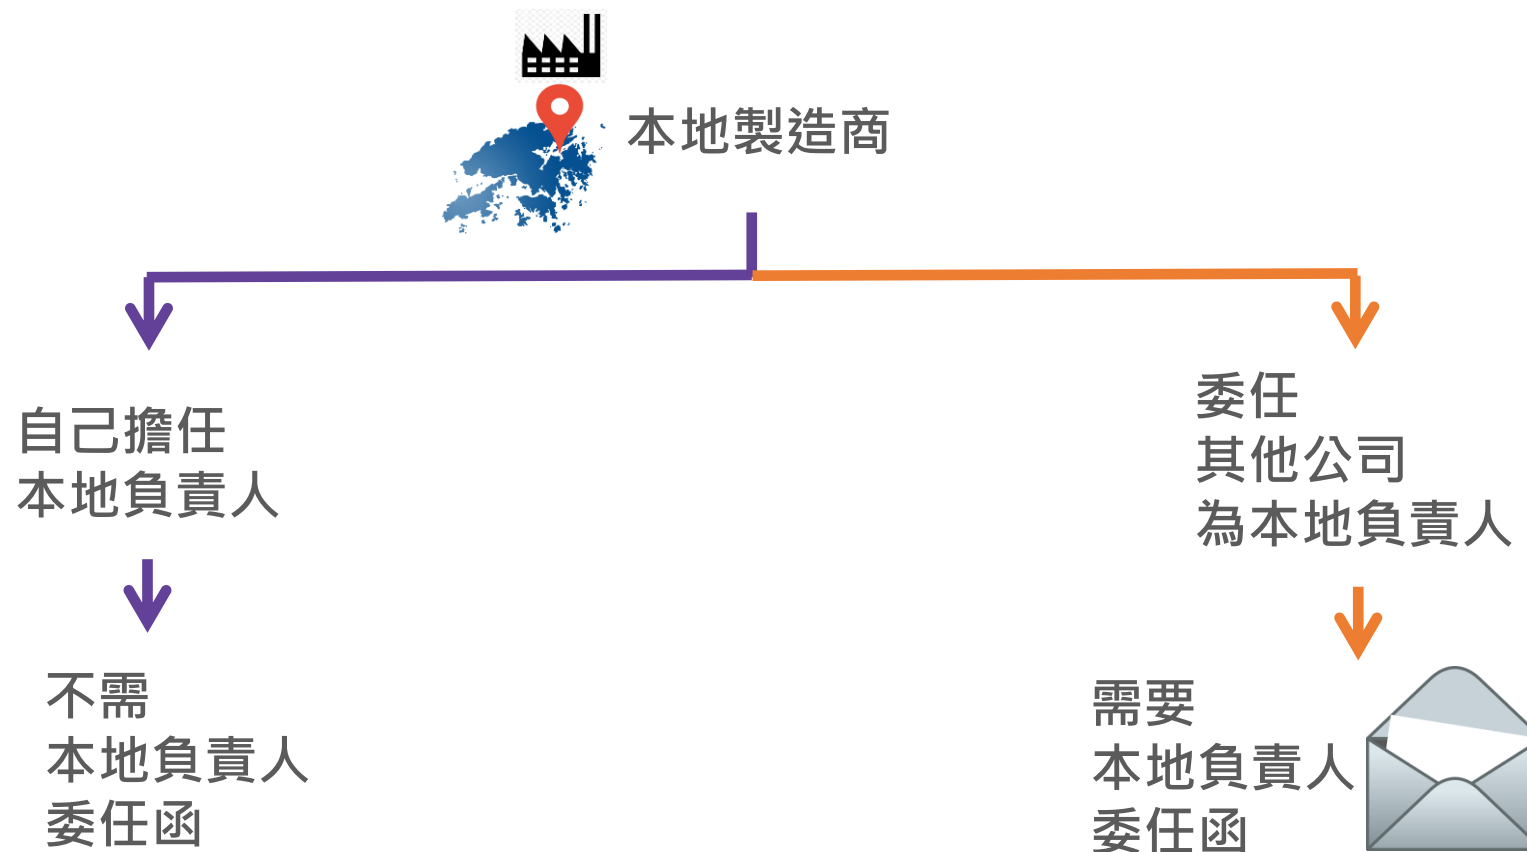 本地製造商
自己擔任
本地負責人
委任
其他公司
為本地負責人
不需
本地負責人
委任函
需要
本地負責人
委任函